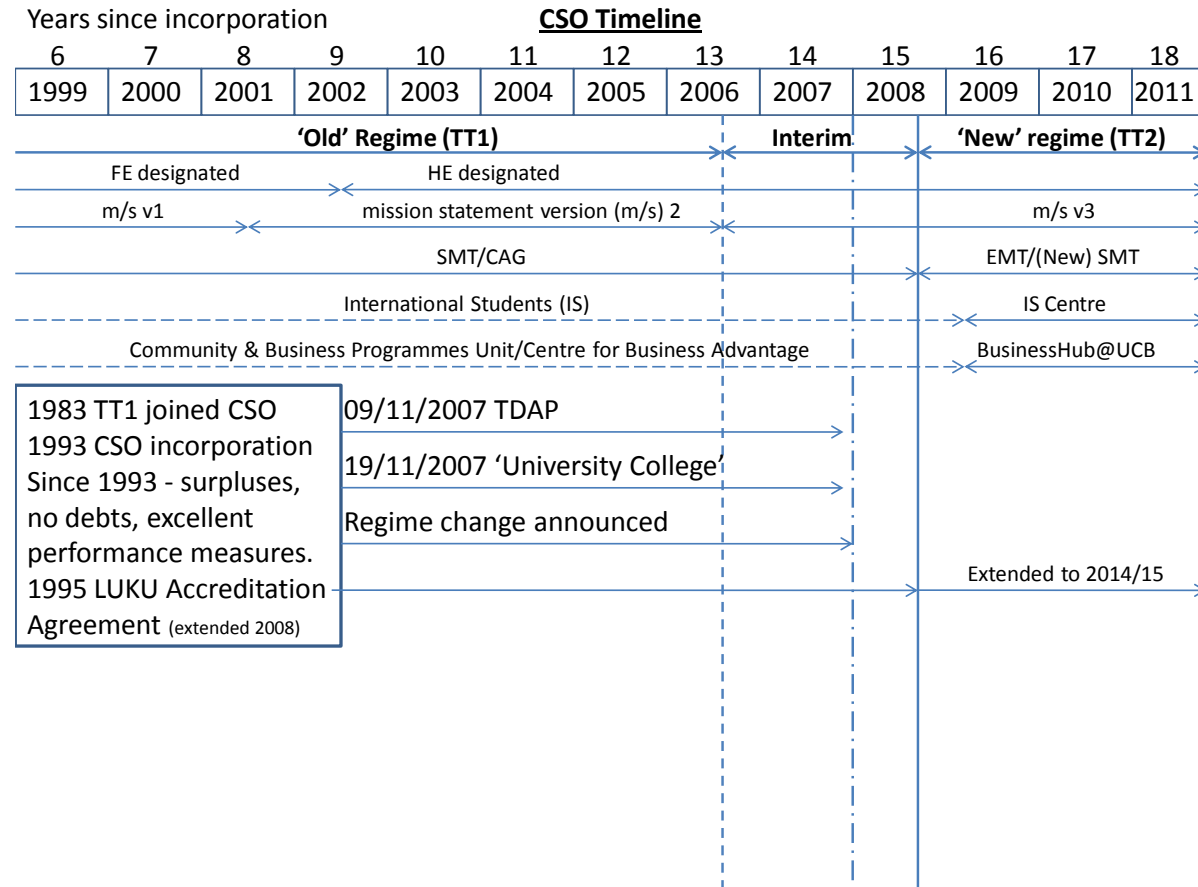 Years since incorporation
CSO Timeline
6 7 8 9 10 11 12 13 14 15 16 17 18
1999 2000 2001 2002 2003 2004 2005 2006 2007 2008 2009 2010 2011
‘Old’ Regime (TT1) Interim ‘New’ regime (TT2)
FE designated HE designated
m/s v1 mission statement version (m/s) 2 m/s v3
SMT/CAG EMT/(New) SMT
International Students (IS) IS Centre
Community & Business Programmes Unit/Centre for Business Advantage BusinessHub@UCB
1983 TT1 joined CSO
1993 CSO incorporation
Since 1993 - surpluses,
no debts, excellent
performance measures.
1995 LUKU Accreditation
Agreement (extended 2008)
09/11/2007 TDAP
19/11/2007 ‘University College’
Regime change announced
Extended to 2014/15